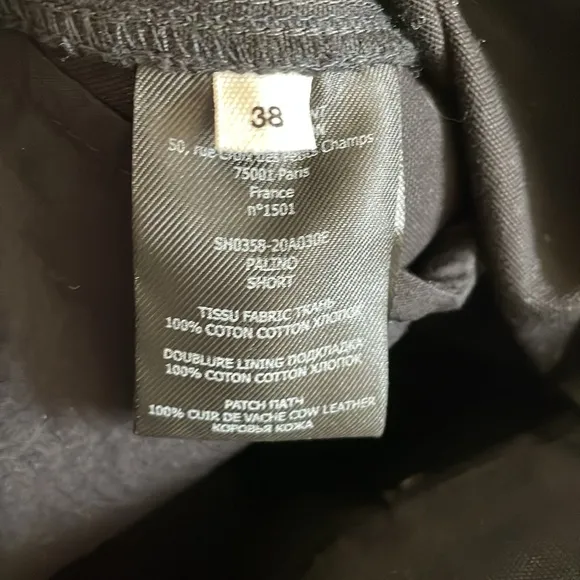 38
50, rue Croix des Petits Champs
75001 Paris
France
n°1501
SH0358-20A030E
PALINO
SHORT
TISSU FABRIC ТКАНЬ
100% COTON COTTON ХЛОПОК
DOUBLURE LINING ПОДКЛАДКА
100% COTON COTTON ХЛОПОК
PATCH ПАТЧ
100% CUIR DE VACHE COW LEATHER
КОРОВЬЯ КОЖА